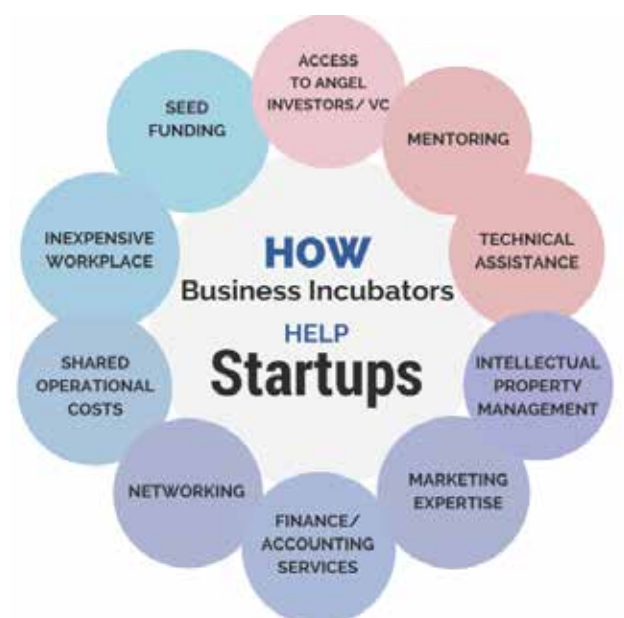 HOW
Business Incubators
HELP
Startups
ACCESS
TO ANGEL
INVESTORS/ VC
MENTORING
TECHNICAL
ASSISTANCE
INTELLECTUAL
PROPERTY
MANAGEMENT
MARKETING
EXPERTISE
FINANCE/
ACCOUNTING
SERVICES
NETWORKING
SHARED
OPERATIONAL
COSTS
INEXPENSIVE
WORKPLACE
SEED
FUNDING